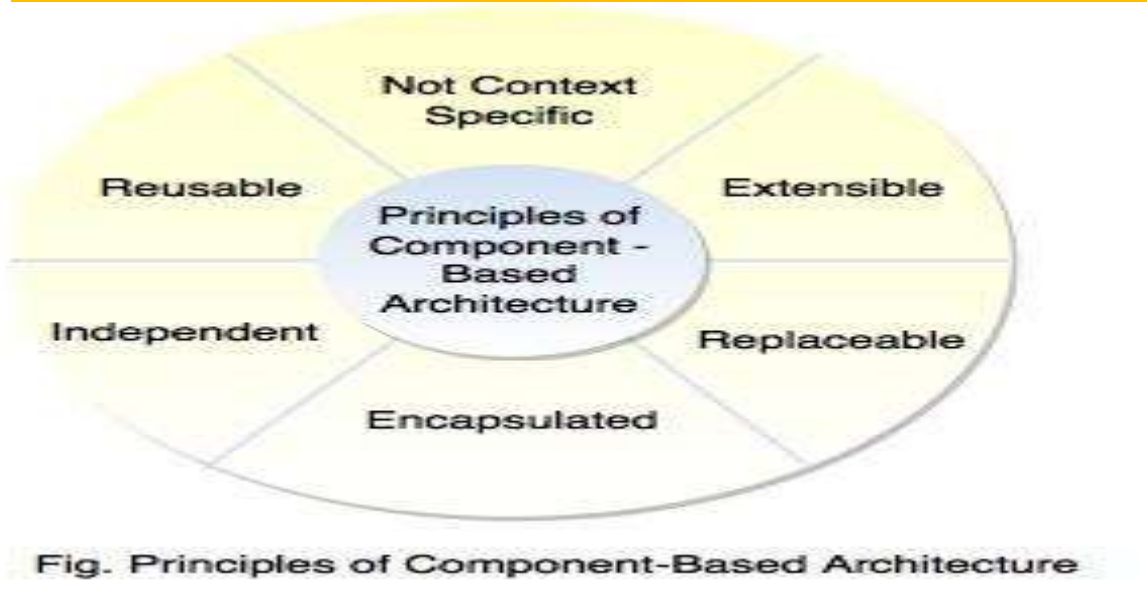 Not Context
Specific
Reusable
Extensible
Principles of
Component -
Based
Architecture
Independent
Replaceable
Encapsulated
Fig. Principles of Component-Based Architecture